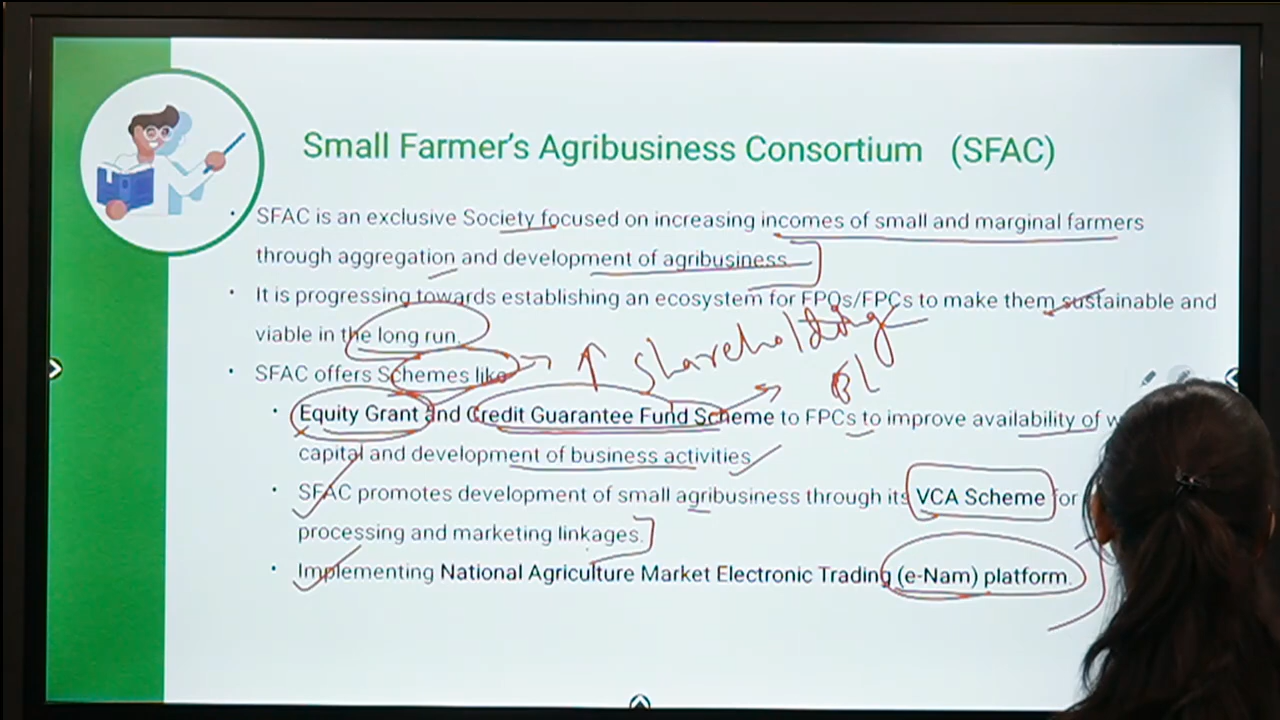 Small Farmer's Agribusiness Consortium (SFAC)
• SFAC is an exclusive Society focused on increasing incomes of small and marginal farmers
through aggregation and development of agribusiness
• It is progressing towards establishing an ecosystem for FPOs/FPCs to make them sustainable and
viable in the long run.
↑ Shareholding
• SFAC offers Schemes like
• Equity Grant and Credit Guarantee Fund Scheme to FPCs to improve availability of
capital and development of business activities
• SFAC promotes development of small agribusiness through its VCA Scheme for
processing and marketing linkages.
• Implementing National Agriculture Market Electronic Trading (e-Nam) platform.